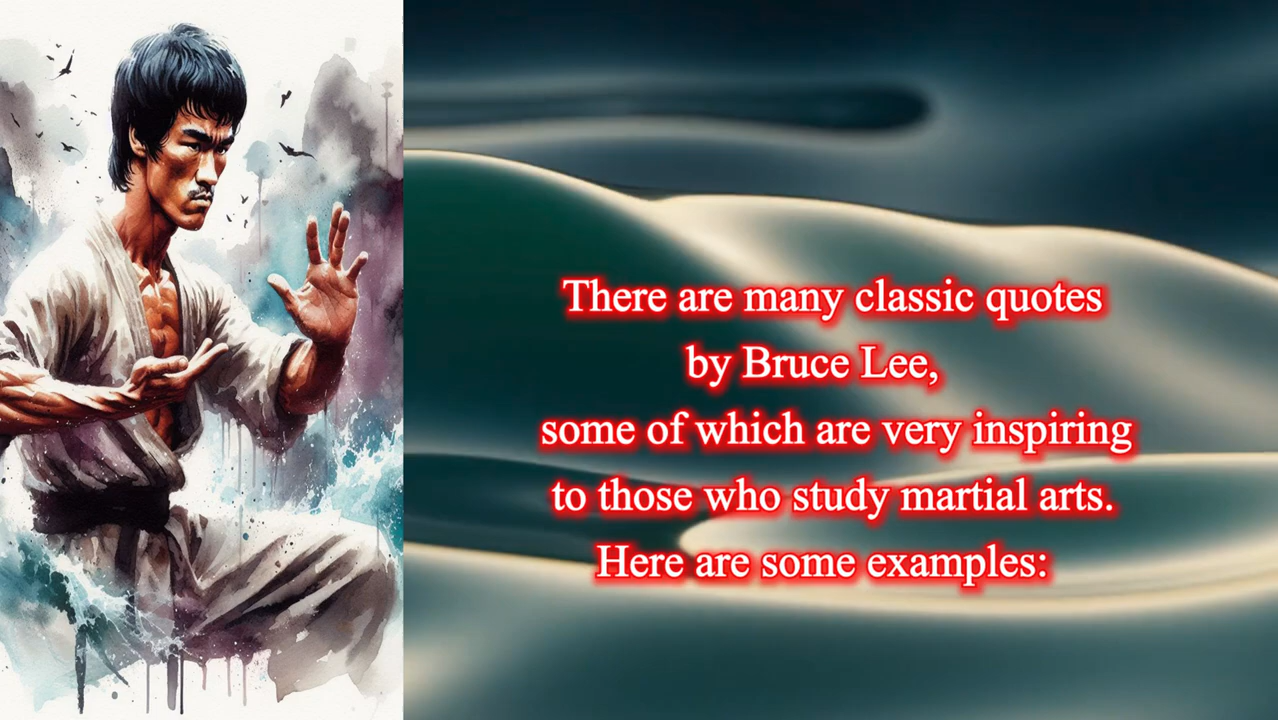 There are many classic quotes
by Bruce Lee,
some of which are very inspiring
to those who study martial arts.
Here are some examples: